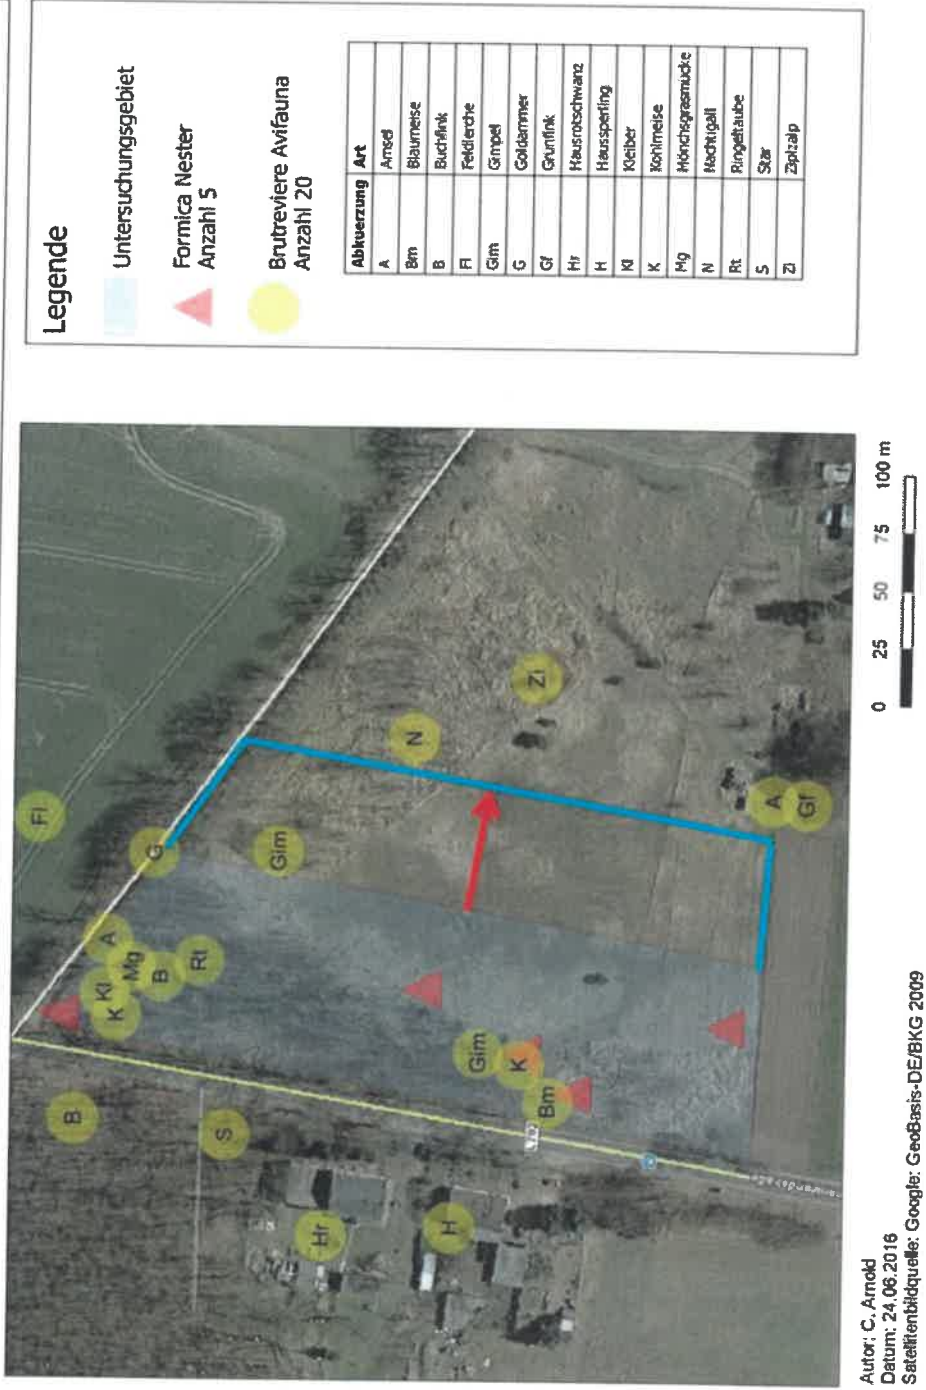 Legende
Untersuchungsgebiet
Formica Nester
Anzahl 5
Brutreviere Avifauna
Anzahl 20
Abkuerzung Art
A Amsel
Bm Blaumeise
B Buchfink
Fl Feldlerche
Gim Gimpel
G Goldammer
Gf Grünfink
Hr Hausrotschwanz
H Haussperling
Kl Kleiber
K Kohlmeise
Mg Mönchsgrasmücke
N Nachtigall
Rt Ringeltaube
S Star
Zi Zipzalp
Fl
G
Gim
A
Mg
Kl
K
B
Rt
B
S
Hr
H
Gim
K
Bm
N
Zi
A
Gf
0 25 50 75 100 m
Autor: C. Arnold
Datum: 24.06.2016
Satellitenbildquelle: Google: GeoBasis-DE/BKG 2009